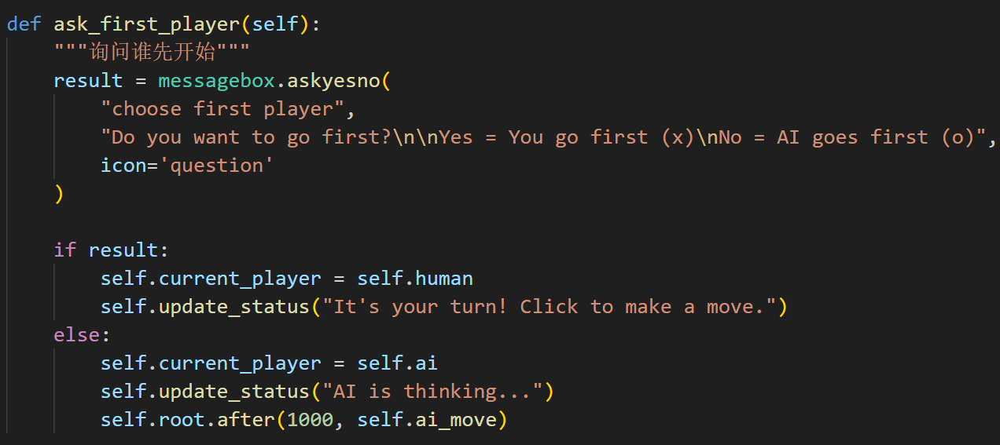 def ask_first_player(self):
    """询问谁先开始"""
    result = messagebox.askyesno(
        "choose first player",
        "Do you want to go first?\n\nYes = You go first (x)\nNo = AI goes first (o)",
        icon='question'
    )

    if result:
        self.current_player = self.human
        self.update_status("It's your turn! Click to make a move.")
    else:
        self.current_player = self.ai
        self.update_status("AI is thinking...")
        self.root.after(1000, self.ai_move)